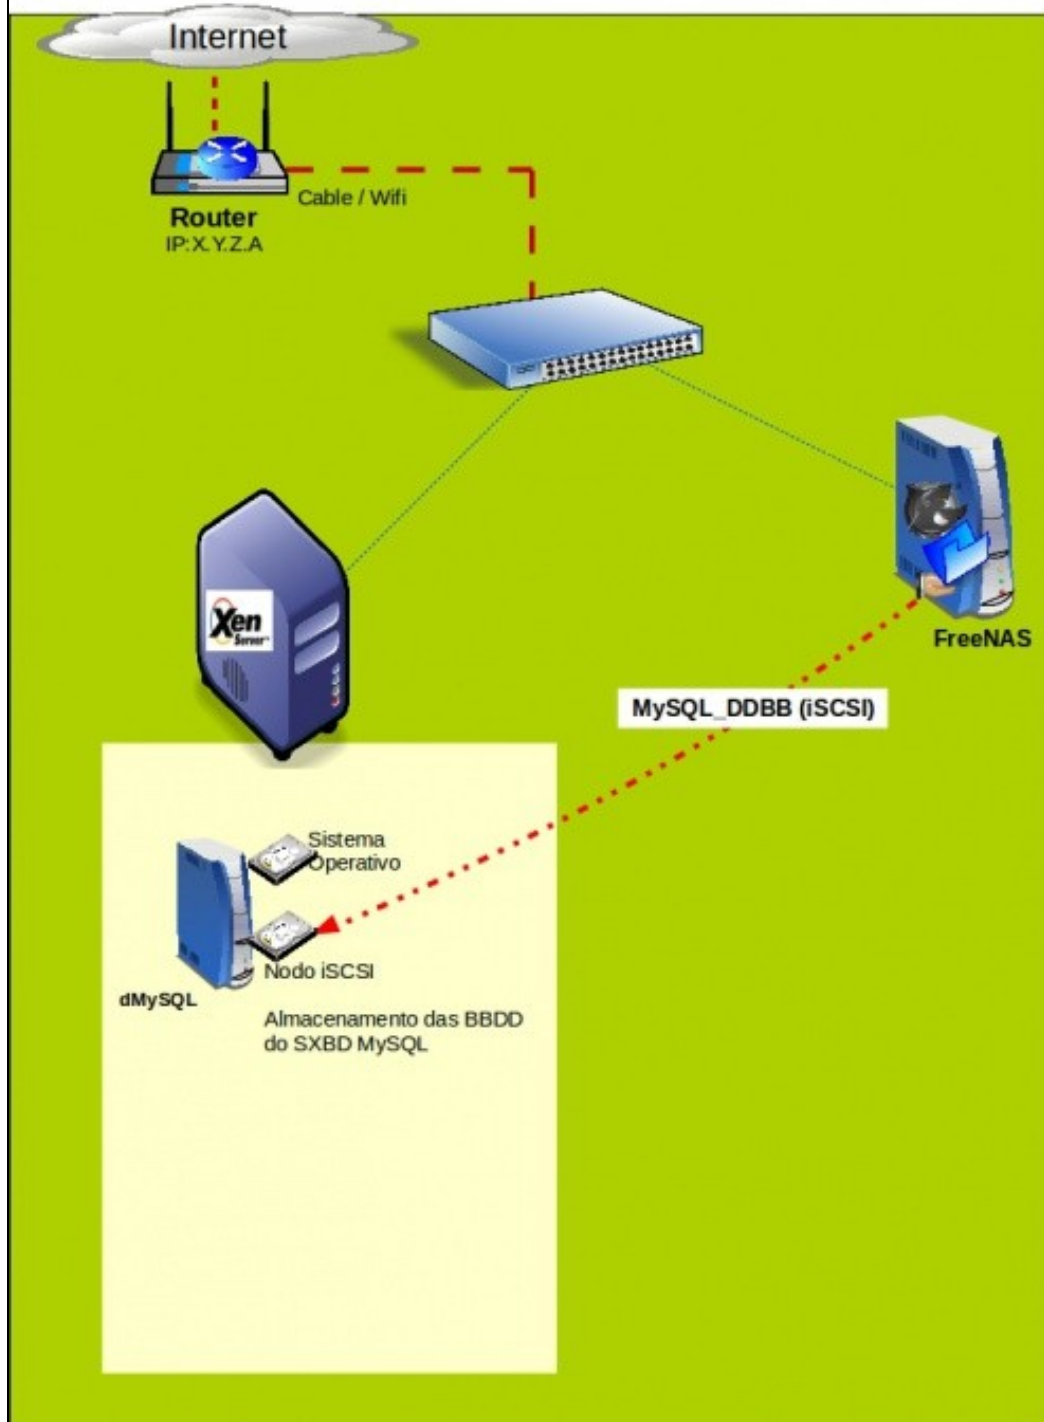 Internet
Cable / Wifi
Router
IP:X.Y.Z.A
Xen
Server™
FreeNAS
MySQL_DDBB (iSCSI)
Sistema
Operativo
Nodo iSCSI
dMySQL
Almacenamento das BBDD
do SXBD MySQL